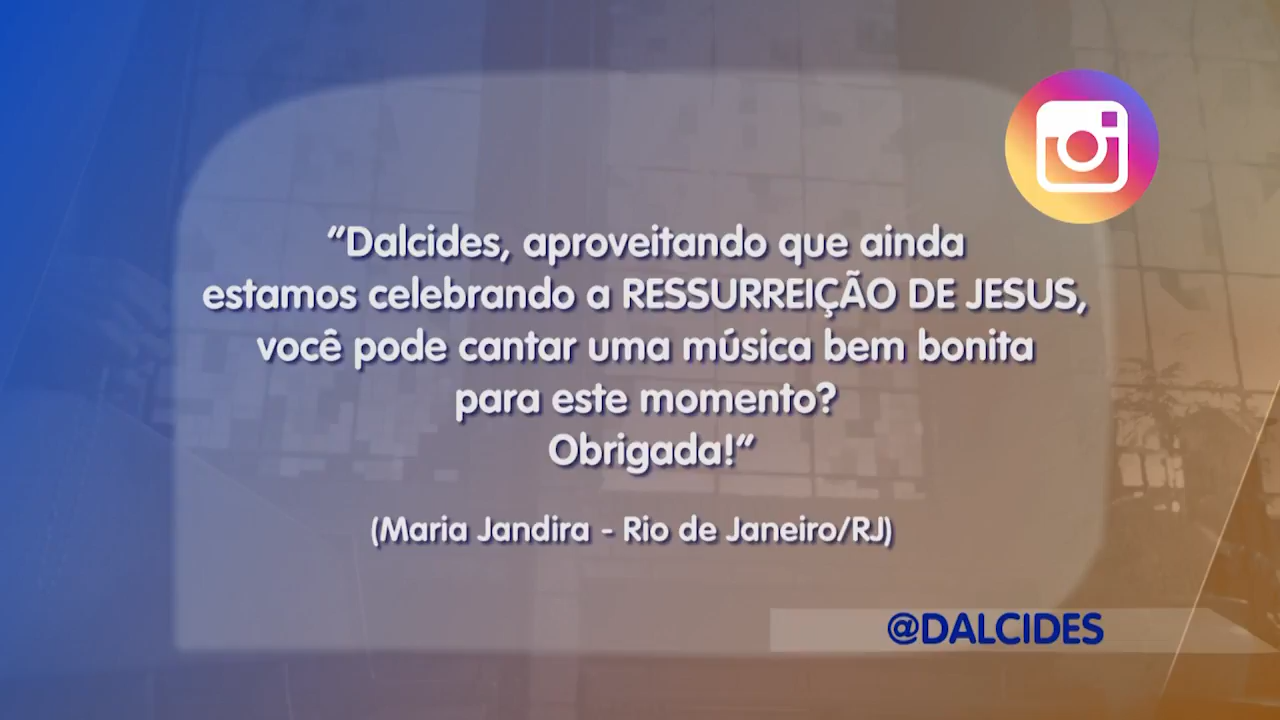 “Dalcides, aproveitando que ainda
estamos celebrando a RESSURREIÇÃO DE JESUS,
você pode cantar uma música bem bonita
para este momento?
Obrigada!”
(Maria Jandira - Rio de Janeiro/RJ)
@DALCIDES